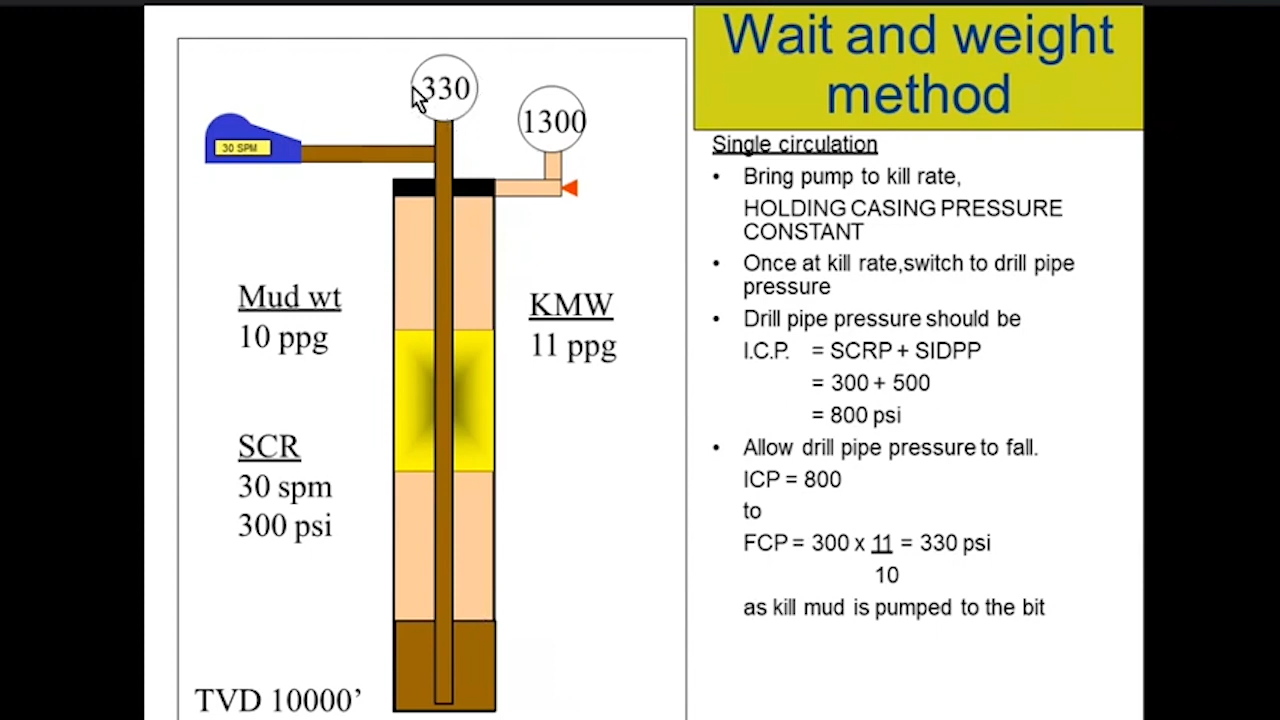 Wait and weight
method
330
1300
30 SPM
Mud wt
10 ppg
KMW
11 ppg
SCR
30 spm
300 psi
TVD 10000’
Single circulation
• Bring pump to kill rate,
HOLDING CASING PRESSURE
CONSTANT
• Once at kill rate,switch to drill pipe
pressure
• Drill pipe pressure should be
I.C.P. = SCRP + SIDPP
= 300 + 500
= 800 psi
• Allow drill pipe pressure to fall.
ICP = 800
to
FCP = 300 x 11 = 330 psi
10
as kill mud is pumped to the bit